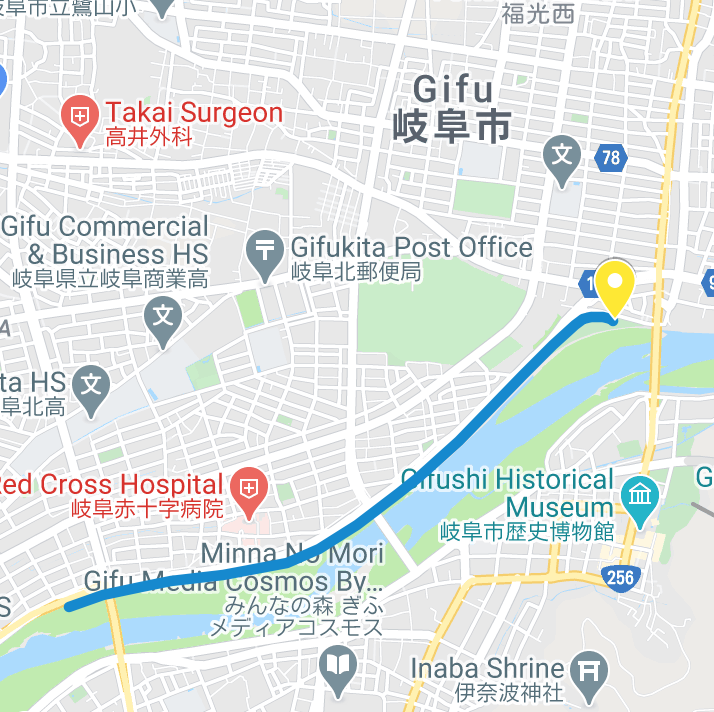 岐阜市立鷺山小
福光西
Gifu
岐阜市
Takai Surgeon
高井外科
文
78
Gifu Commercial
& Business HS
岐阜県立岐阜商業高
Gifukita Post Office
岐阜北郵便局
文
ta HS
阜北高
文
Red Cross Hospital
岐阜赤十字病院
Gifushi Historical
Museum
岐阜市歴史博物館
G
Minna No Mori
Gifu Media Cosmos By...
みんなの森 ぎふ
メディアコスモス
S
256
Inaba Shrine
伊奈波神社